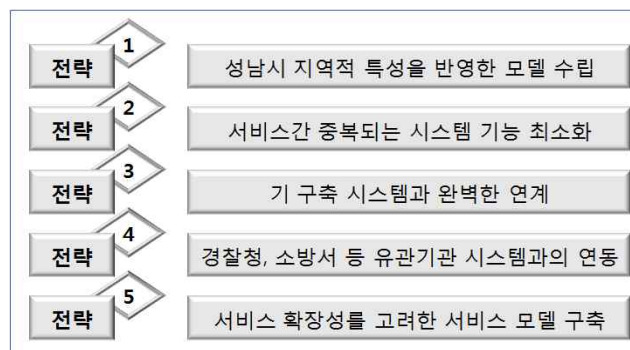 1
전략 성남시 지역적 특성을 반영한 모델 수립
2
전략 서비스간 중복되는 시스템 기능 최소화
3
전략 기 구축 시스템과 완벽한 연계
4
전략 경찰청, 소방서 등 유관기관 시스템과의 연동
5
전략 서비스 확장성를 고려한 서비스 모델 구축